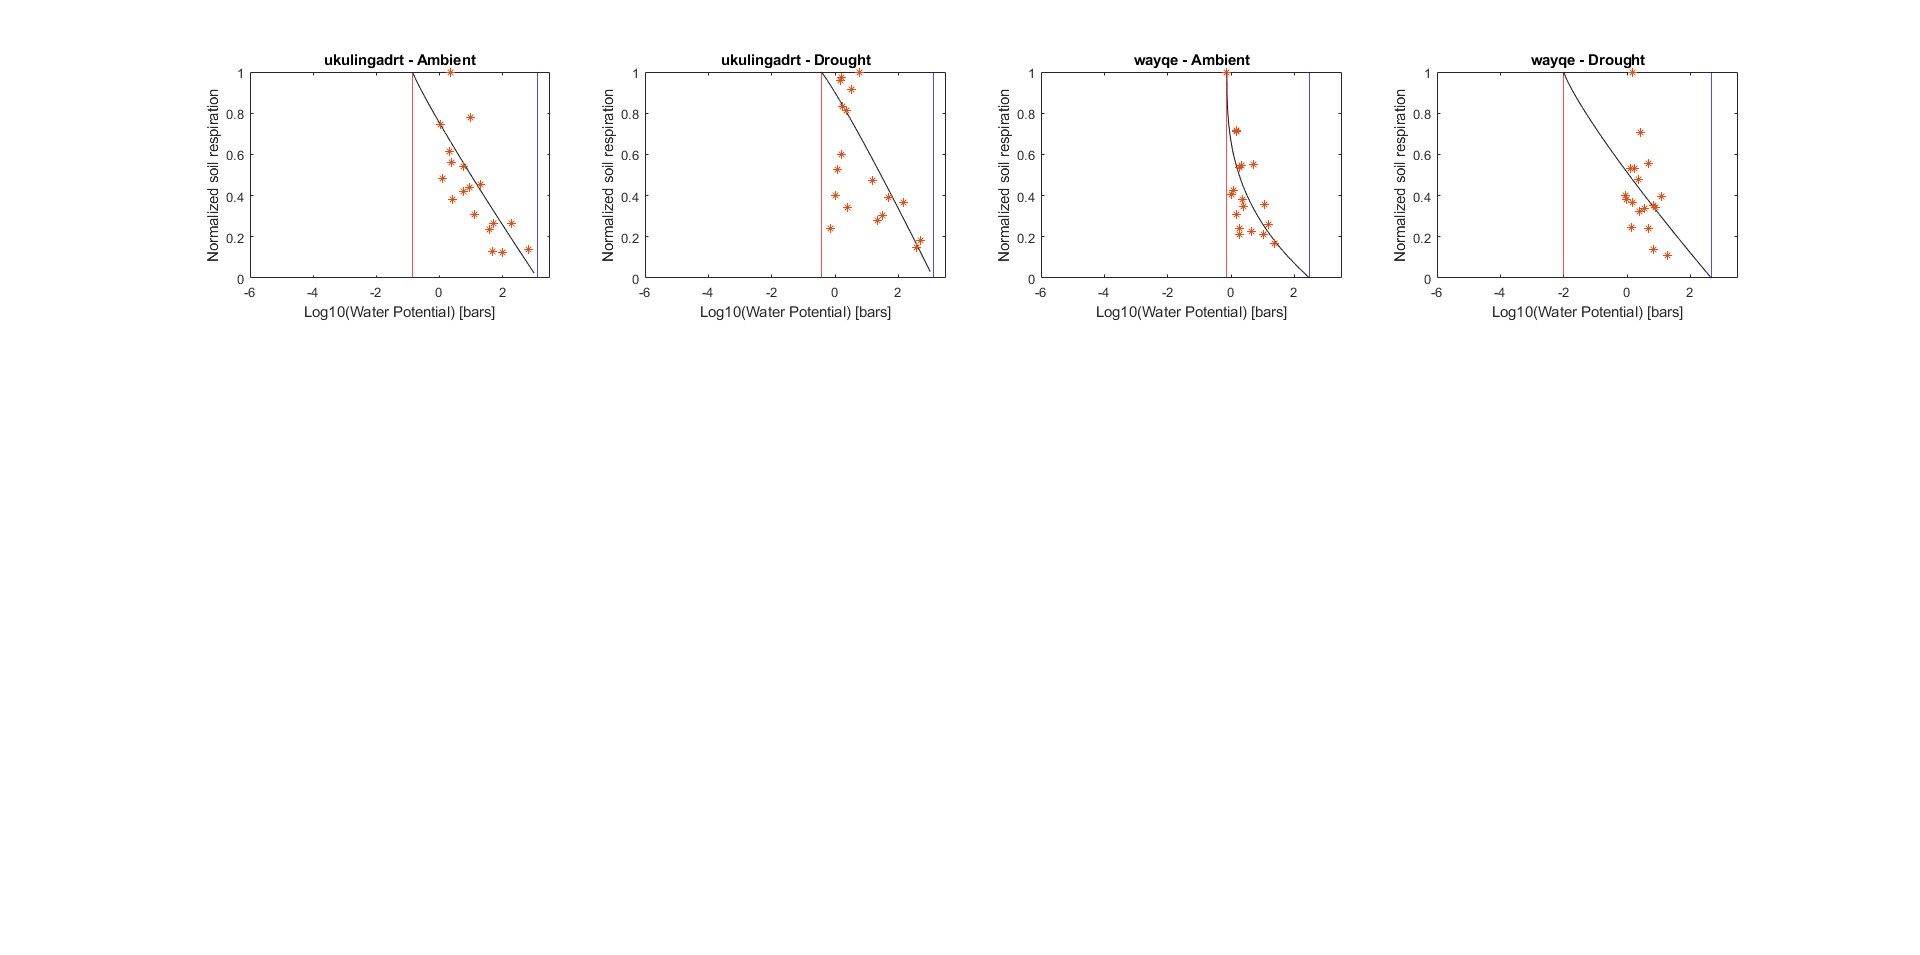 ukulingadrt - Ambient
Normalized soil respiration
1
0.8
0.6
0.4
0.2
0
-6 -4 -2 0 2
Log10(Water Potential) [bars]
ukulingadrt - Drought
Normalized soil respiration
1
0.8
0.6
0.4
0.2
0
-6 -4 -2 0 2
Log10(Water Potential) [bars]
wayqe - Ambient
Normalized soil respiration
1
0.8
0.6
0.4
0.2
0
-6 -4 -2 0 2
Log10(Water Potential) [bars]
wayqe - Drought
Normalized soil respiration
1
0.8
0.6
0.4
0.2
0
-6 -4 -2 0 2
Log10(Water Potential) [bars]